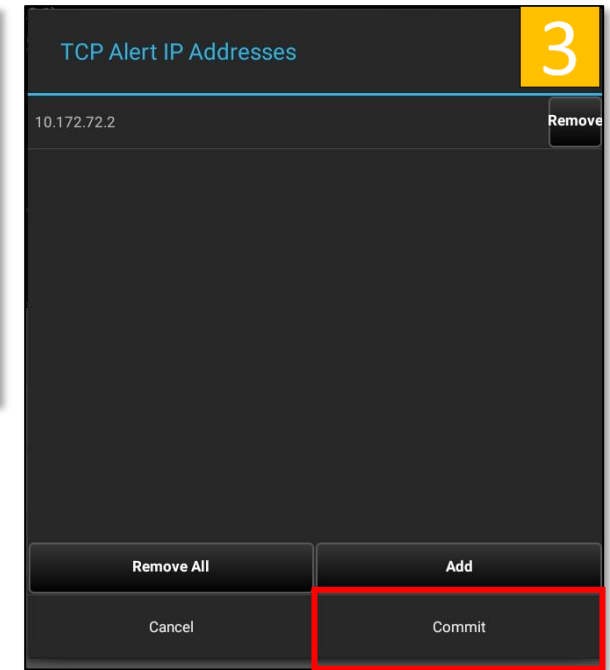 TCP Alert IP Addresses
3
10.172.72.2 Remove
Remove All Add
Cancel Commit